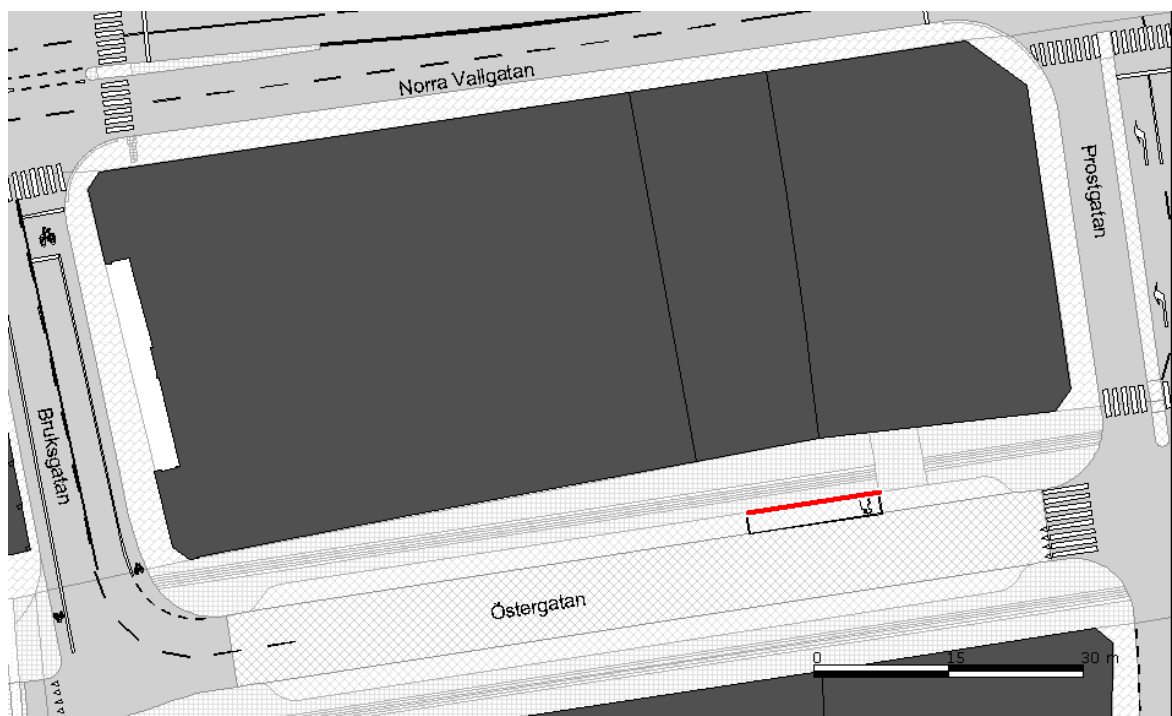 Norra Vallgatan
Prostgatan
Bruksgatan
Östergatan
0 15 30 m